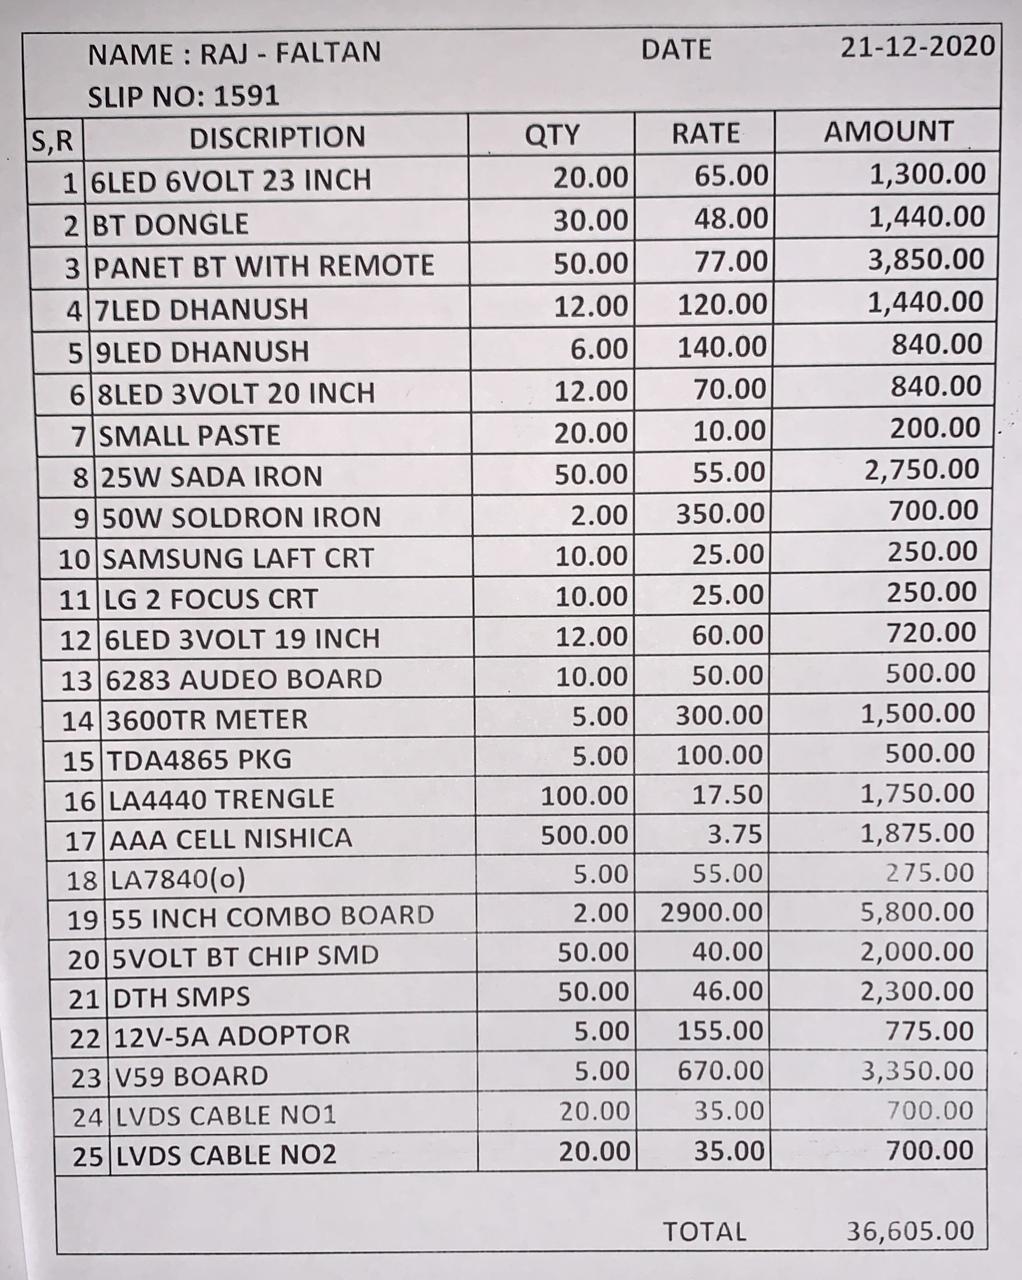 NAME : RAJ - FALTAN DATE 21-12-2020
SLIP NO: 1591
S,R DISCRIPTION QTY RATE AMOUNT
1 6LED 6VOLT 23 INCH 20.00 65.00 1,300.00
2 BT DONGLE 30.00 48.00 1,440.00
3 PANET BT WITH REMOTE 50.00 77.00 3,850.00
4 7LED DHANUSH 12.00 120.00 1,440.00
5 9LED DHANUSH 6.00 140.00 840.00
6 8LED 3VOLT 20 INCH 12.00 70.00 840.00
7 SMALL PASTE 20.00 10.00 200.00
8 25W SADA IRON 50.00 55.00 2,750.00
9 50W SOLDRON IRON 2.00 350.00 700.00
10 SAMSUNG LAFT CRT 10.00 25.00 250.00
11 LG 2 FOCUS CRT 10.00 25.00 250.00
12 6LED 3VOLT 19 INCH 12.00 60.00 720.00
13 6283 AUDEO BOARD 10.00 50.00 500.00
14 3600TR METER 5.00 300.00 1,500.00
15 TDA4865 PKG 5.00 100.00 500.00
16 LA4440 TRENGLE 100.00 17.50 1,750.00
17 AAA CELL NISHICA 500.00 3.75 1,875.00
18 LA7840(o) 5.00 55.00 275.00
19 55 INCH COMBO BOARD 2.00 2900.00 5,800.00
20 5VOLT BT CHIP SMD 50.00 40.00 2,000.00
21 DTH SMPS 50.00 46.00 2,300.00
22 12V-5A ADOPTOR 5.00 155.00 775.00
23 V59 BOARD 5.00 670.00 3,350.00
24 LVDS CABLE NO1 20.00 35.00 700.00
25 LVDS CABLE NO2 20.00 35.00 700.00
TOTAL 36,605.00